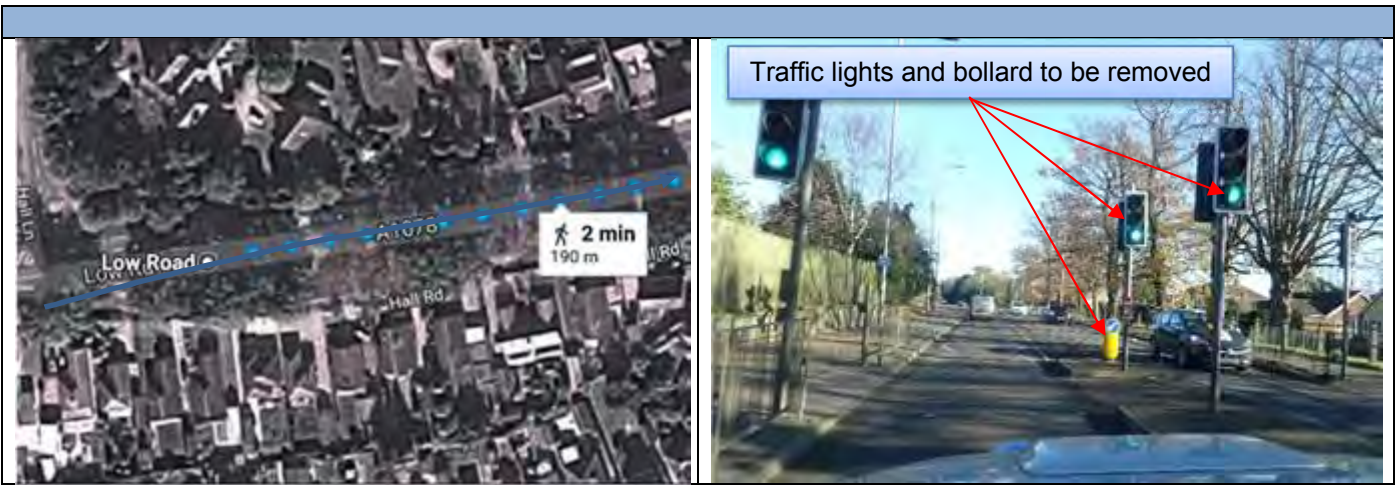 Traffic lights and bollard to be removed
Hall Ln
A1078
2 min
190 m
Low Road
Hall Rd